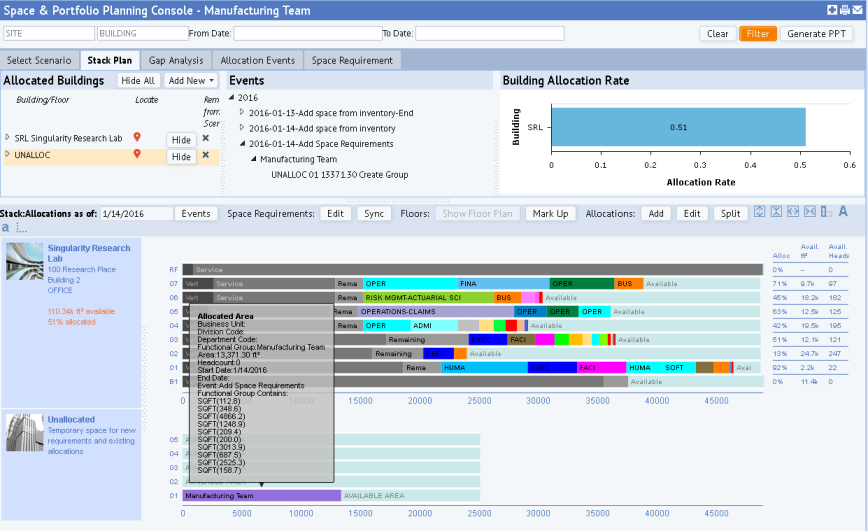 Space & Portfolio Planning Console - Manufacturing Team
SITE BUILDING From Date: To Date: Clear Filter Generate PPT
Select Scenario Stack Plan Gap Analysis Allocation Events Space Requirement
Allocated Buildings Hide All Add New
Building/Floor Locate Rem from Scer
SRL Singularity Research Lab Hide
UNALLOC Hide
Events
2016
2016-01-13-Add space from inventory-End
2016-01-14-Add space from inventory
2016-01-14-Add Space Requirements
Manufacturing Team
UNALLOC 01 13371.30 Create Group
Building Allocation Rate
Building
SRL
0.51
0 0.1 0.2 0.3 0.4 0.5 0.6
Allocation Rate
Stack:Allocations as of: 1/14/2016 Events Space Requirements: Edit Sync Floors: Show Floor Plan Mark Up Allocations: Add Edit Split A
a
Singularity Research Lab
100 Research Place
Building 2
OFFICE
110.34k ft² available
51% allocated
Alloc Avail. ft² Avail. Heads
RF Service 0% -- 0
07 Vert Service Rema OPER FINA OPER BUS Available 71% 9.7k 97
06 Vert Service Rema RISK MGMT-ACTUARIAL SCI BUS Available 45% 18.2k 182
05 Rema OPERATIONS-CLAIMS OPER OPER OPER Available 63% 12.5k 125
04 Rema OPER ADMI Available 42% 19.5k 195
03 Remaining FACI Available 51% 12.1k 121
02 Remaining Available 13% 24.7k 247
01 Rema HUMA FACI HUMA SOFT Avai 92% 2.2k 22
B1 Available 0% 11.4k 0
0 10000 15000 20000 25000 30000 35000 40000 45000
Allocated Area
Business Unit:
Division Code:
Department Code:
Functional Group:Manufacturing Team
Area:13,371.30 ft²
Headcount:0
Start Date:1/14/2016
End Date:
Event:Add Space Requirements
Functional Group Contains:
SQFT(112.8)
SQFT(348.6)
SQFT(4866.2)
SQFT(1248.9)
SQFT(209.4)
SQFT(200.0)
SQFT(3013.9)
SQFT(687.5)
SQFT(2525.3)
SQFT(158.7)
Unallocated
Temporary space for new
requirements and existing
allocations
05
04
03
02 AVAILABLE AREA
01 Manufacturing Team AVAILABLE AREA
0 5000 10000 15000 20000 25000 30000 35000 40000 45000